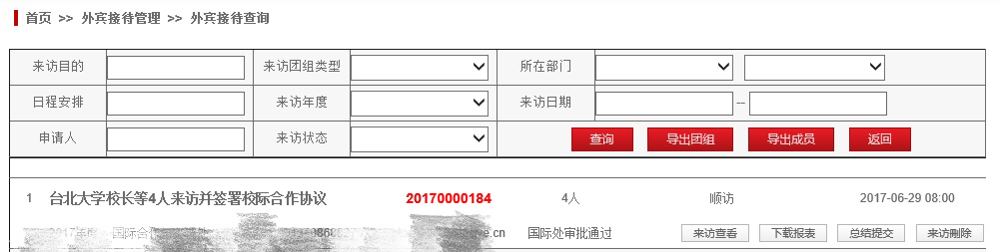 首页 >> 外宾接待管理 >> 外宾接待查询
来访目的 来访团组类型 所在部门
日程安排 来访年度 来访日期 --
申请人 来访状态 查询 导出团组 导出成员 返回
1 台北大学校长等4人来访并签署校际合作协议 20170000184 4人 顺访 2017-06-29 08:00
2017年度 国际合 e.cn 国际处审批通过 来访查看 下载报表 总结提交 来访删除